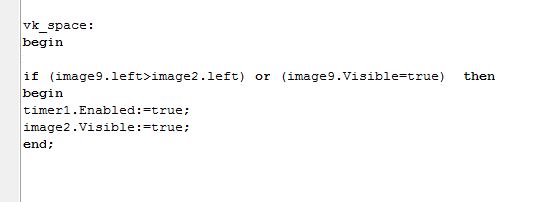 vk_space:
begin
if (image9.left>image2.left) or (image9.Visible=true)  then
begin
timer1.Enabled:=true;
image2.Visible:=true;
end;